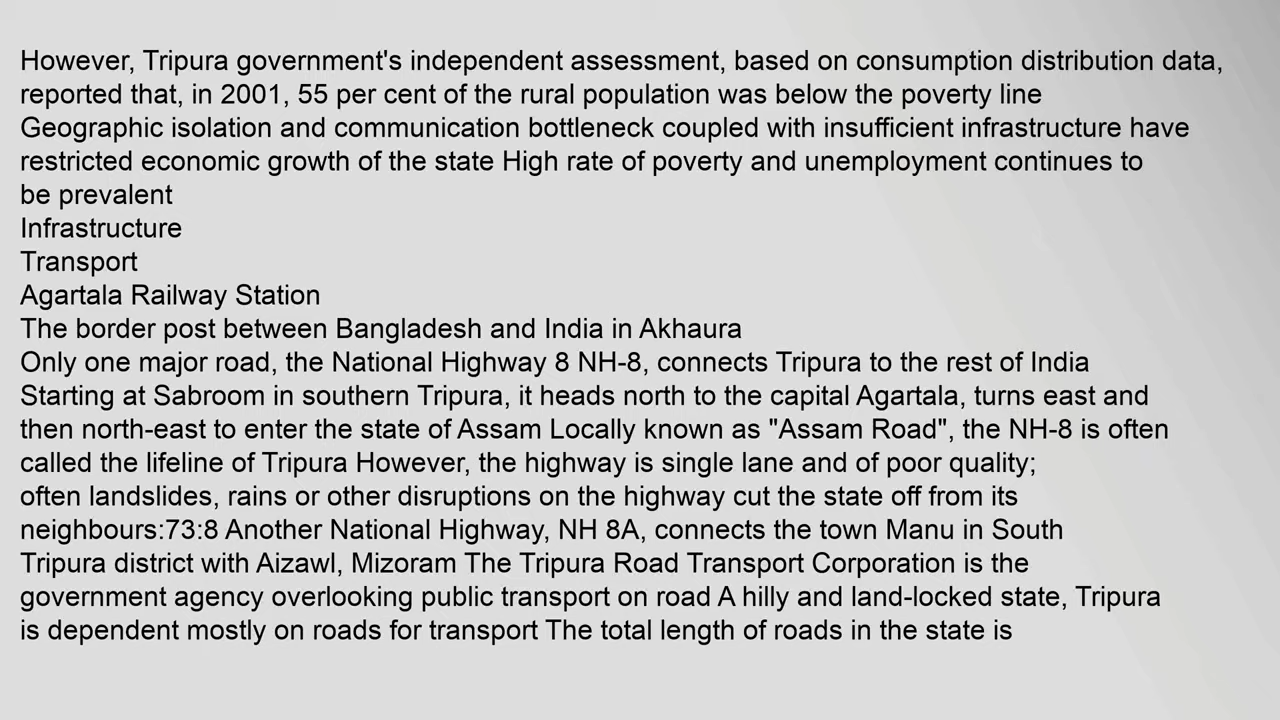 However, Tripura government's independent assessment, based on consumption distribution data,
reported that, in 2001, 55 per cent of the rural population was below the poverty line
Geographic isolation and communication bottleneck coupled with insufficient infrastructure have
restricted economic growth of the state High rate of poverty and unemployment continues to
be prevalent
Infrastructure
Transport
Agartala Railway Station
The border post between Bangladesh and India in Akhaura
Only one major road, the National Highway 8 NH-8, connects Tripura to the rest of India
Starting at Sabroom in southern Tripura, it heads north to the capital Agartala, turns east and
then north-east to enter the state of Assam Locally known as "Assam Road", the NH-8 is often
called the lifeline of Tripura However, the highway is single lane and of poor quality;
often landslides, rains or other disruptions on the highway cut the state off from its
neighbours:73:8 Another National Highway, NH 8A, connects the town Manu in South
Tripura district with Aizawl, Mizoram The Tripura Road Transport Corporation is the
government agency overlooking public transport on road A hilly and land-locked state, Tripura
is dependent mostly on roads for transport The total length of roads in the state is